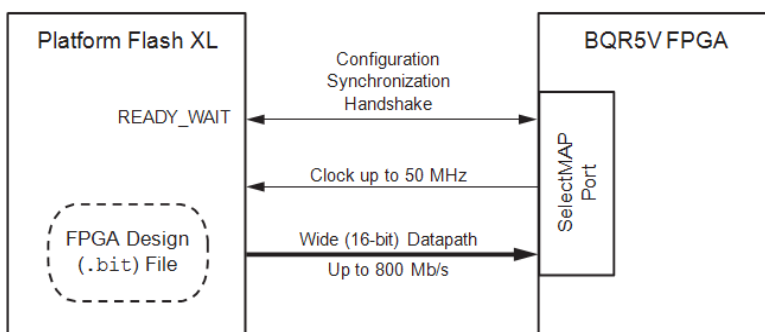 Platform Flash XL
BQR5V FPGA
Configuration
Synchronization
Handshake
READY_WAIT
Clock up to 50 MHz
SelectMAP
Port
FPGA Design
(.bit) File
Wide (16-bit) Datapath
Up to 800 Mb/s